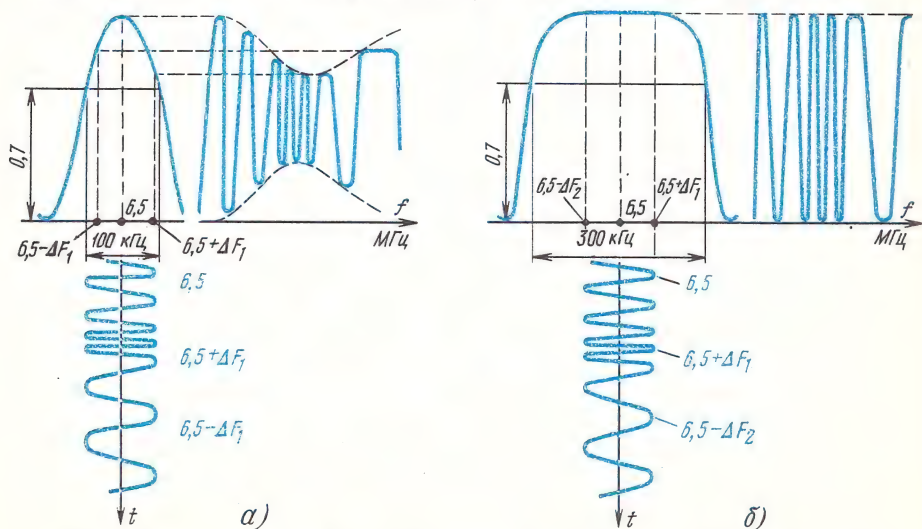 0,7
6,5
f
МГц
6,5-ΔF₁
100 кГц
6,5+ΔF₁
6,5
6,5+ΔF₁
6,5-ΔF₁
t
а)
0,7
6,5-ΔF₂
6,5
6,5+ΔF₁
f
МГц
300 кГц
6,5
6,5+ΔF₁
6,5-ΔF₂
t
б)